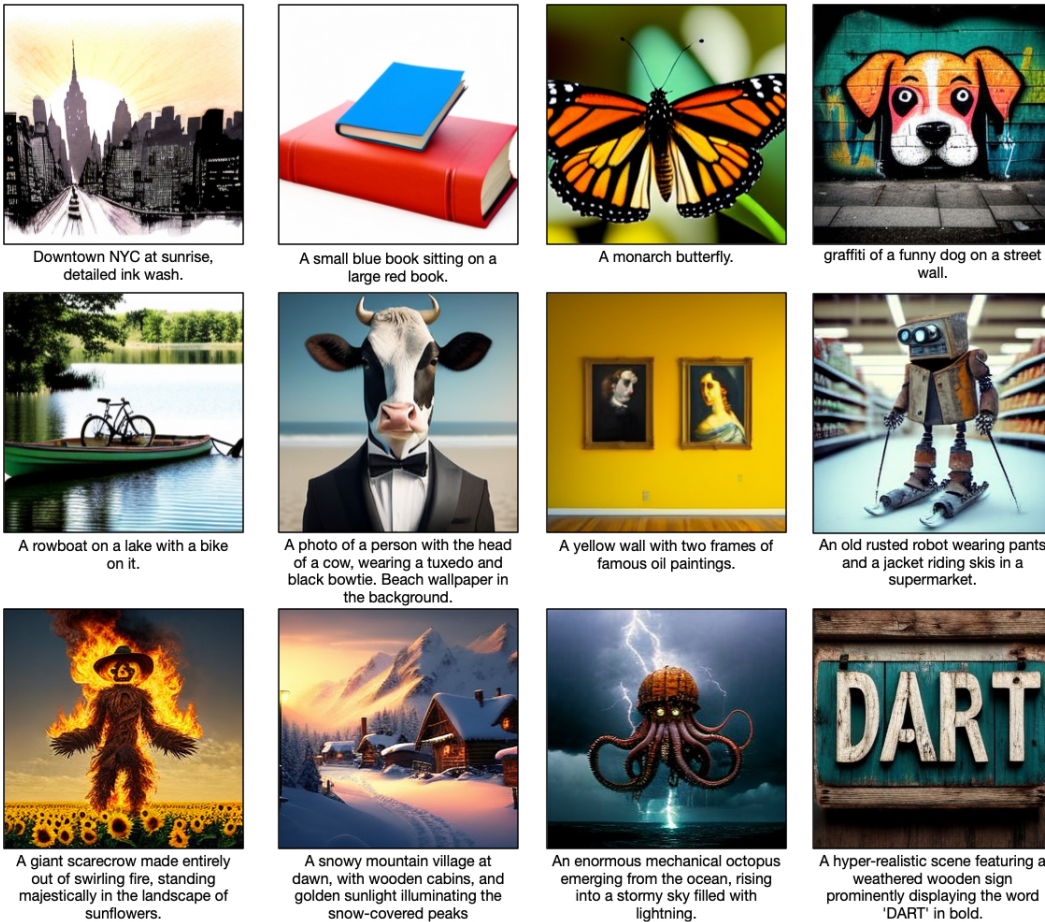 Downtown NYC at sunrise,
detailed ink wash.
A small blue book sitting on a
large red book.
A monarch butterfly.
graffiti of a funny dog on a street
wall.
A rowboat on a lake with a bike
on it.
A photo of a person with the head
of a cow, wearing a tuxedo and
black bowtie. Beach wallpaper in
the background.
A yellow wall with two frames of
famous oil paintings.
An old rusted robot wearing pants
and a jacket riding skis in a
supermarket.
DART
A giant scarecrow made entirely
out of swirling fire, standing
majestically in the landscape of
sunflowers.
A snowy mountain village at
dawn, with wooden cabins, and
golden sunlight illuminating the
snow-covered peaks
An enormous mechanical octopus
emerging from the ocean, rising
into a stormy sky filled with
lightning.
A hyper-realistic scene featuring a
weathered wooden sign
prominently displaying the word
'DART' in bold.